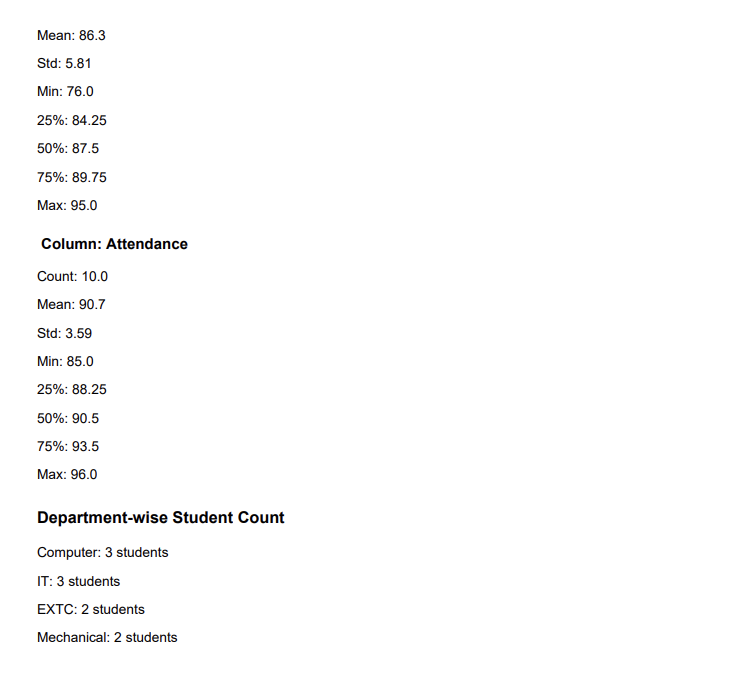 Mean: 86.3
Std: 5.81
Min: 76.0
25%: 84.25
50%: 87.5
75%: 89.75
Max: 95.0
Column: Attendance
Count: 10.0
Mean: 90.7
Std: 3.59
Min: 85.0
25%: 88.25
50%: 90.5
75%: 93.5
Max: 96.0
Department-wise Student Count
Computer: 3 students
IT: 3 students
EXTC: 2 students
Mechanical: 2 students